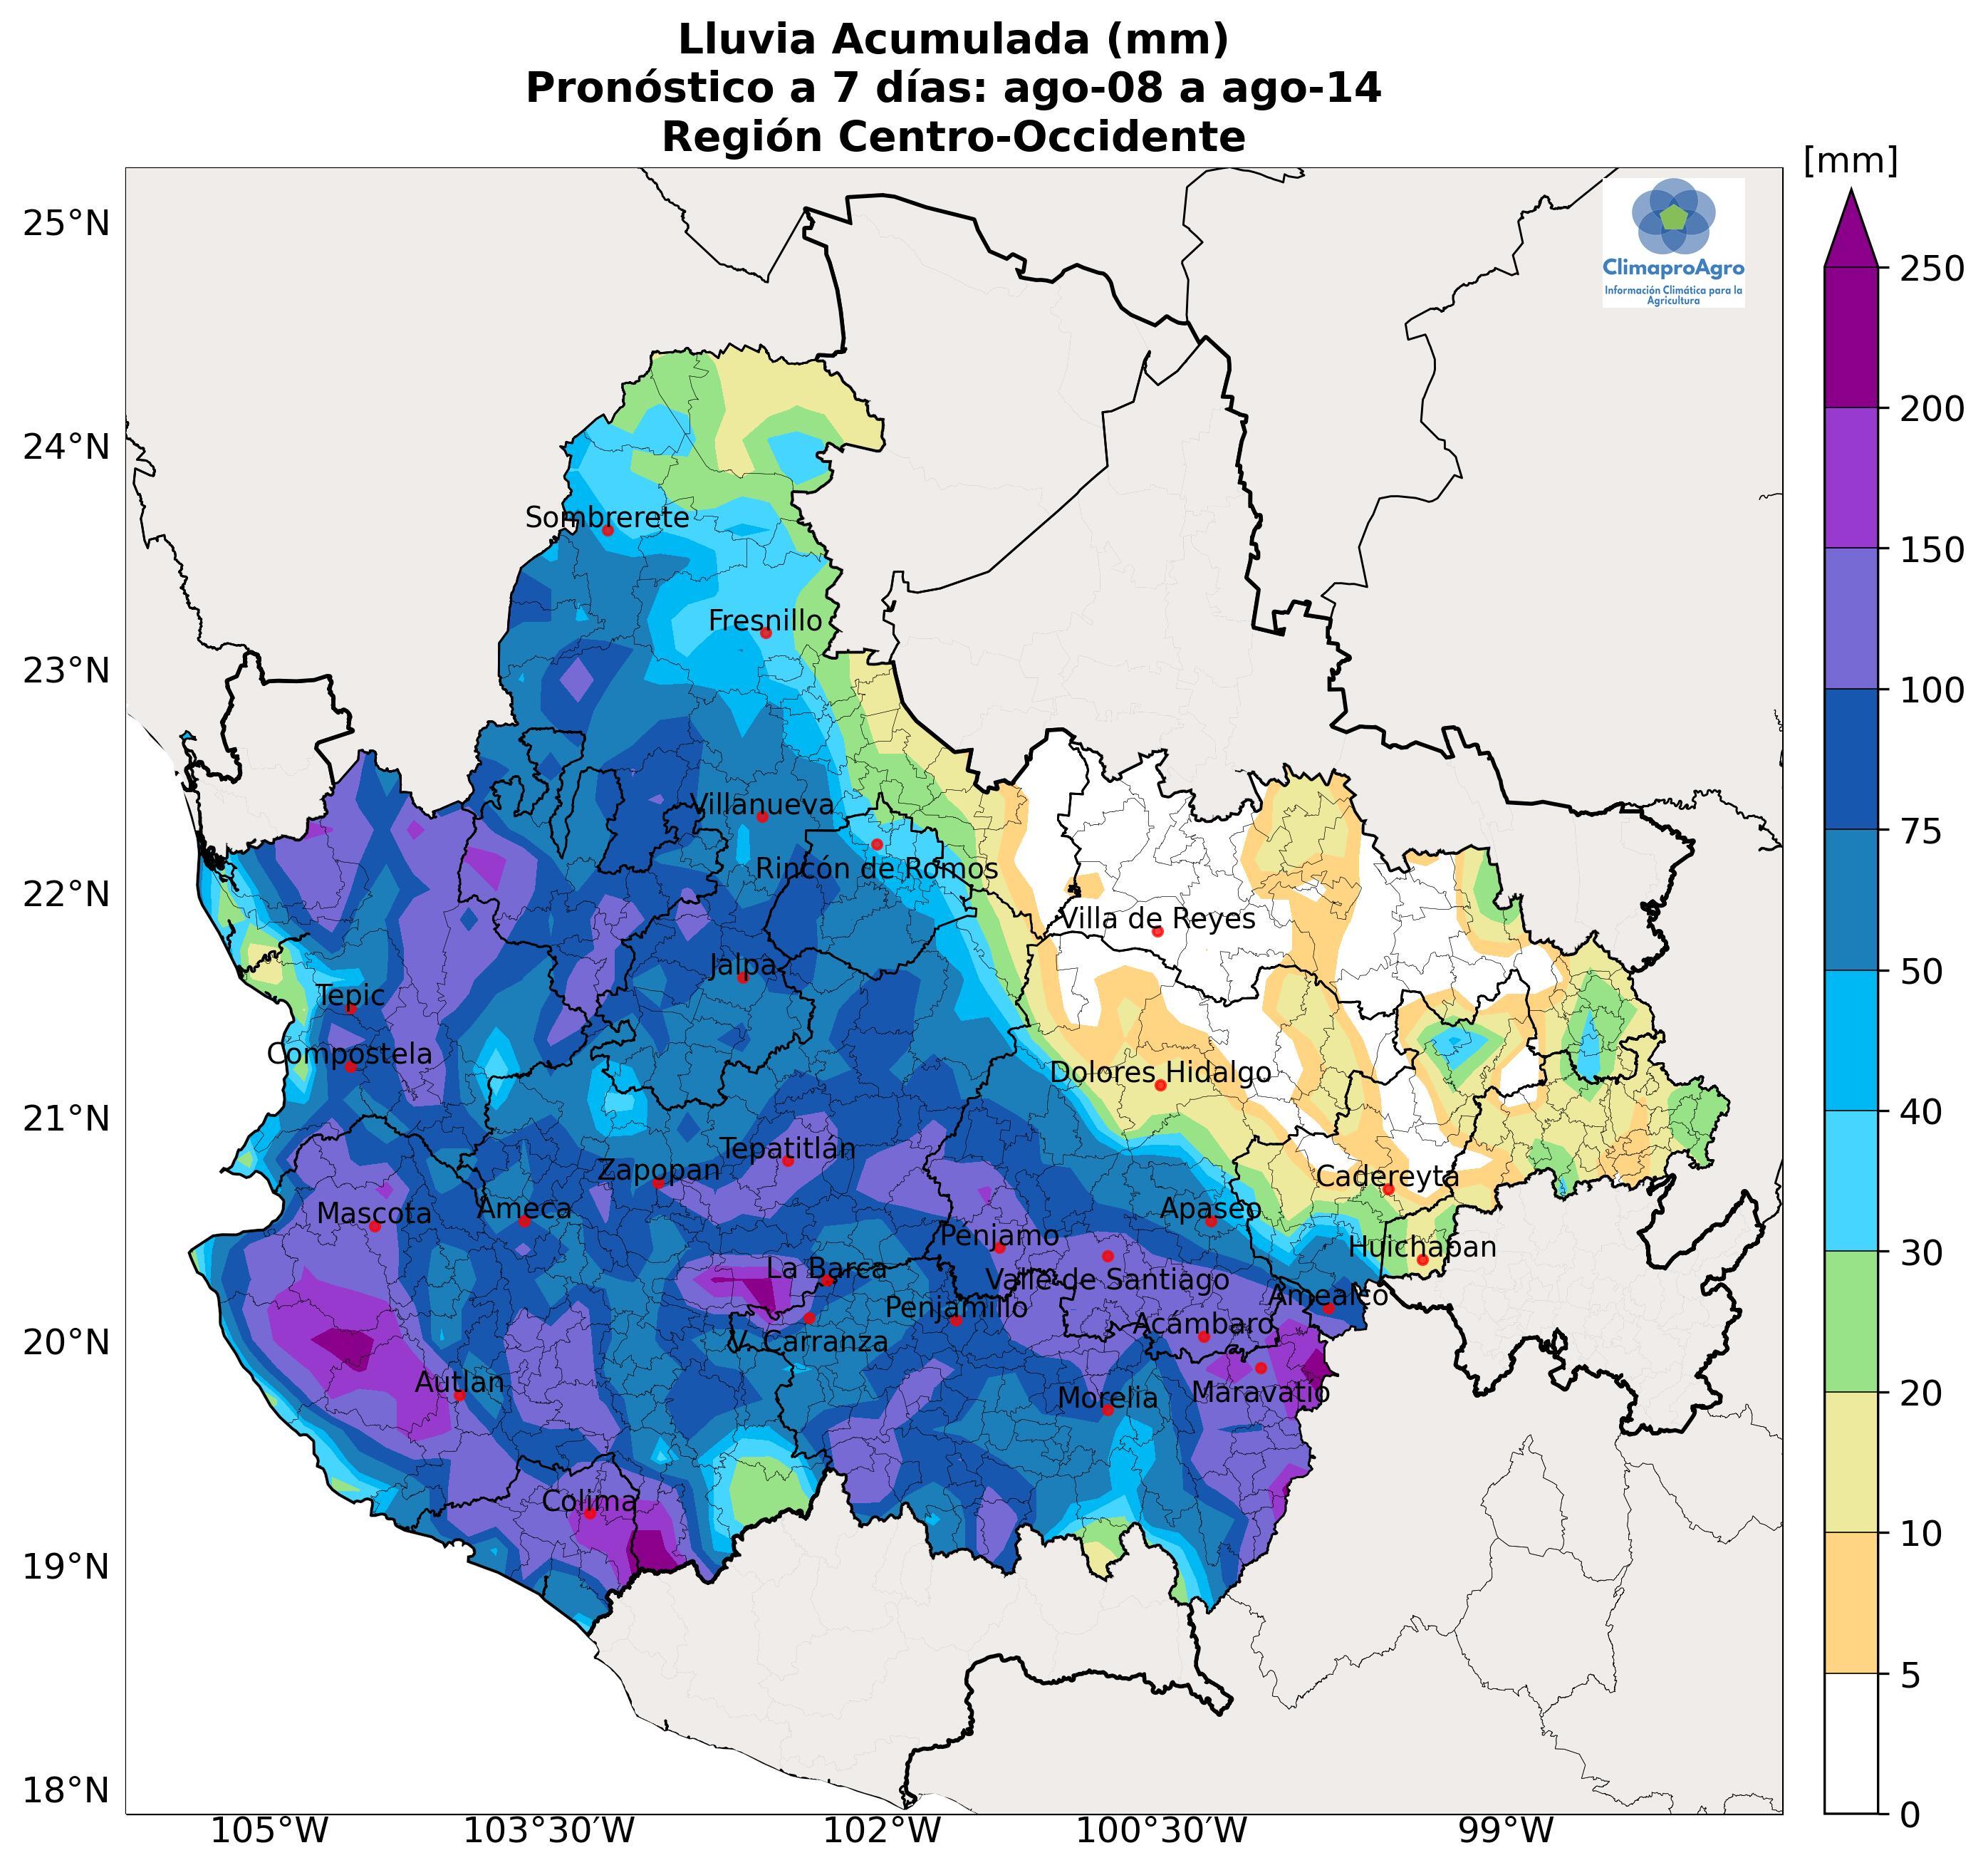 Lluvia Acumulada (mm)
Pronóstico a 7 días: ago-08 a ago-14
Región Centro-Occidente
[mm]
25°N
24°N
23°N
22°N
21°N
20°N
19°N
18°N
ClimaproAgro
Información Climática para la
Agricultura
250
200
150
100
75
50
40
30
20
10
5
0
Sombrerete
Fresnillo
Villanueva
Rincón de Romos
Villa de Reyes
Jalpa
Tepic
Compostela
Dolores Hidalgo
Tepatitlán
Zapopan
Cadereyta
Mascota
Ameca
Apaseo
Penjamo
Huichapan
La Barca
Valle de Santiago
Amealco
Penjamillo
Acámbaro
V. Carranza
Autlan
Morelia
Maravatío
Colima
105°W
103°30'W
102°W
100°30'W
99°W